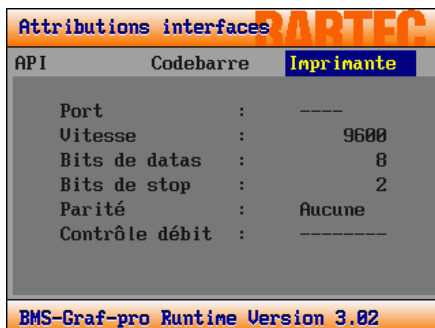 Attributions interfaces BARTEC
API Codebarre Imprimante
Port : ----
Vitesse : 9600
Bits de datas : 8
Bits de stop : 2
Parité : Aucune
Contrôle débit : --------
BMS-Graf-pro Runtime Version 3.02